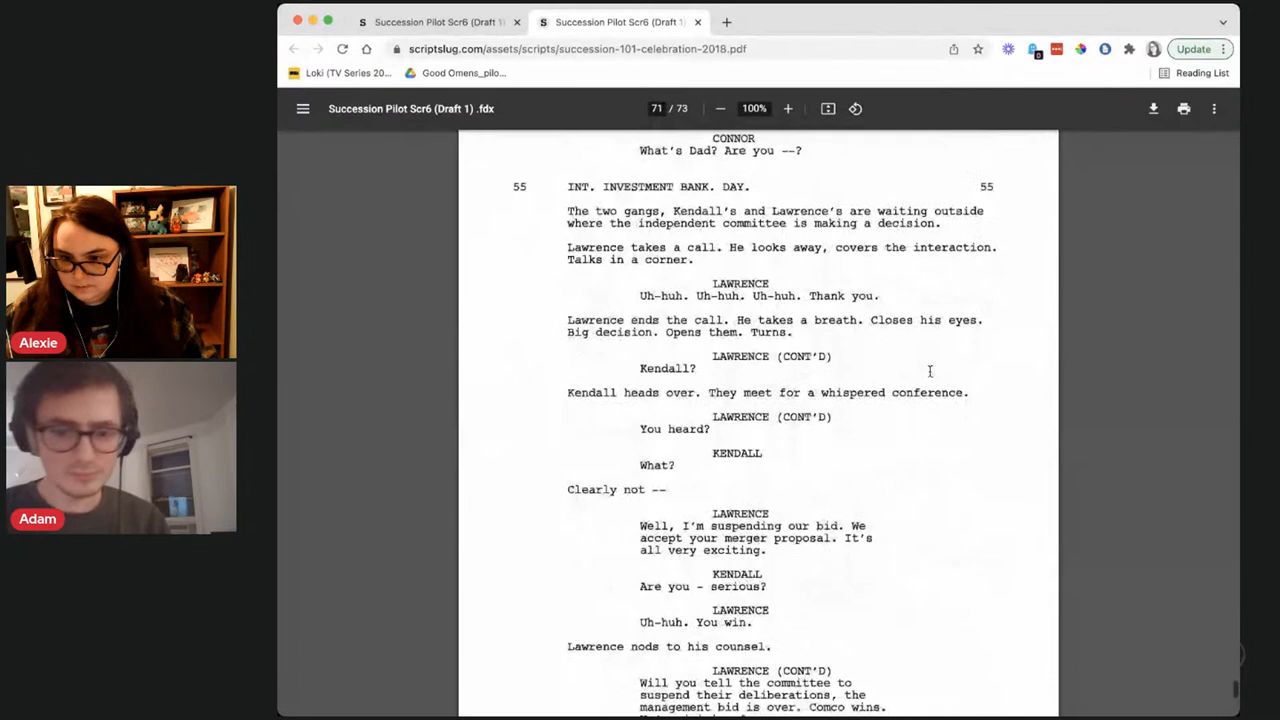 Succession Pilot Scr6 (Draft 1)
Succession Pilot Scr6 (Draft 1)
scriptslug.com/assets/scripts/succession-101-celebration-2018.pdf
Update
Loki (TV Series 20...
Good Omens_pilo...
Reading List
Succession Pilot Scr6 (Draft 1) .fdx
71 / 73
100%
CONNOR
What's Dad? Are you --?
55 INT. INVESTMENT BANK. DAY. 55
The two gangs, Kendall's and Lawrence's are waiting outside
where the independent committee is making a decision.
Lawrence takes a call. He looks away, covers the interaction.
Talks in a corner.
LAWRENCE
Uh-huh. Uh-huh. Uh-huh. Thank you.
Lawrence ends the call. He takes a breath. Closes his eyes.
Big decision. Opens them. Turns.
LAWRENCE (CONT'D)
Kendall?
Kendall heads over. They meet for a whispered conference.
LAWRENCE (CONT'D)
You heard?
KENDALL
What?
Clearly not --
LAWRENCE
Well, I'm suspending our bid. We
accept your merger proposal. It's
all very exciting.
KENDALL
Are you - serious?
LAWRENCE
Uh-huh. You win.
Lawrence nods to his counsel.
LAWRENCE (CONT'D)
Will you tell the committee to
suspend their deliberations, the
management bid is over. Comco wins.
Alexie
Adam